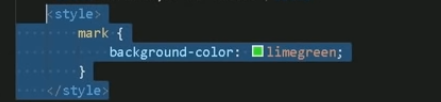 <style>
mark {
background-color: limegreen;
}
</style>